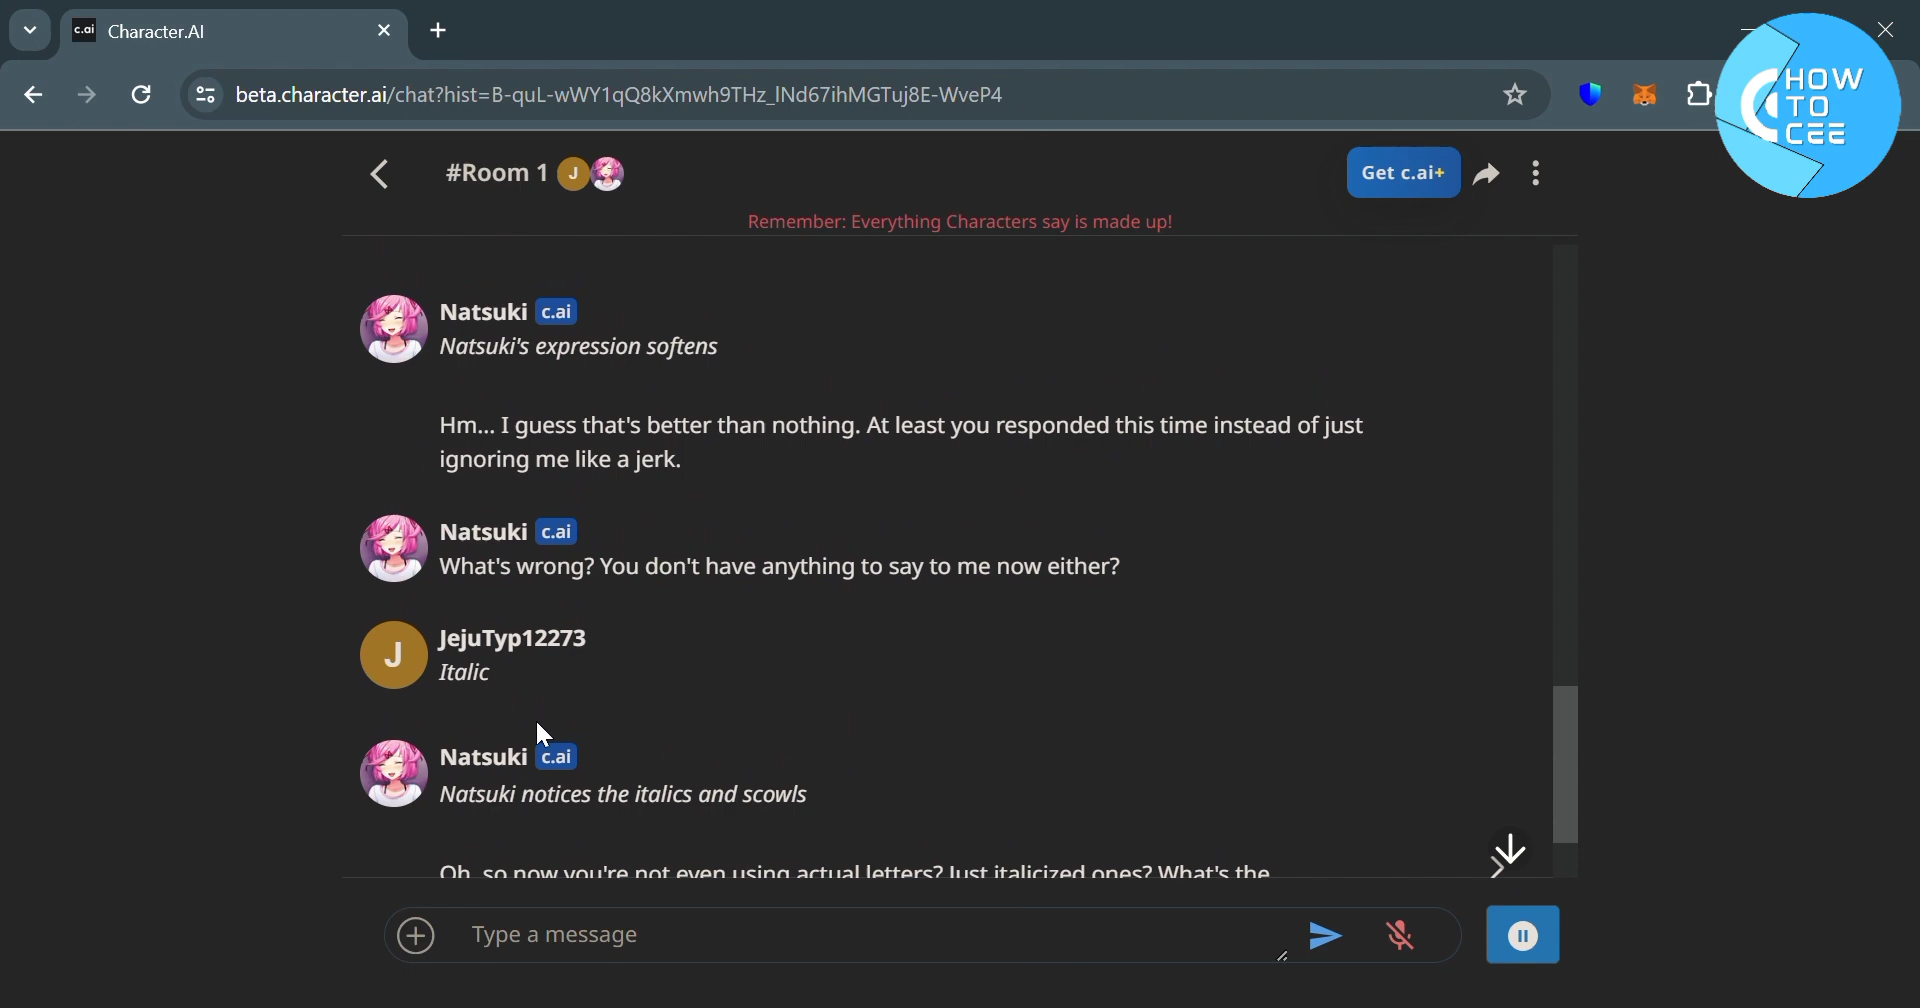 c.ai Character.AI
beta.character.ai/chat?hist=B-quL-wWY1qQ8kXmwh9THz_lNd67ihMGTuj8E-WveP4
HOW
TO
CEE
#Room 1 J
Get c.ai+
Remember: Everything Characters say is made up!
Natsuki c.ai
Natsuki's expression softens
Hm... I guess that's better than nothing. At least you responded this time instead of just
ignoring me like a jerk.
Natsuki c.ai
What's wrong? You don't have anything to say to me now either?
J JejuTyp12273
Italic
Natsuki c.ai
Natsuki notices the italics and scowls
Oh, so now you're not even using actual letters? Just italicized ones? What's the
Type a message